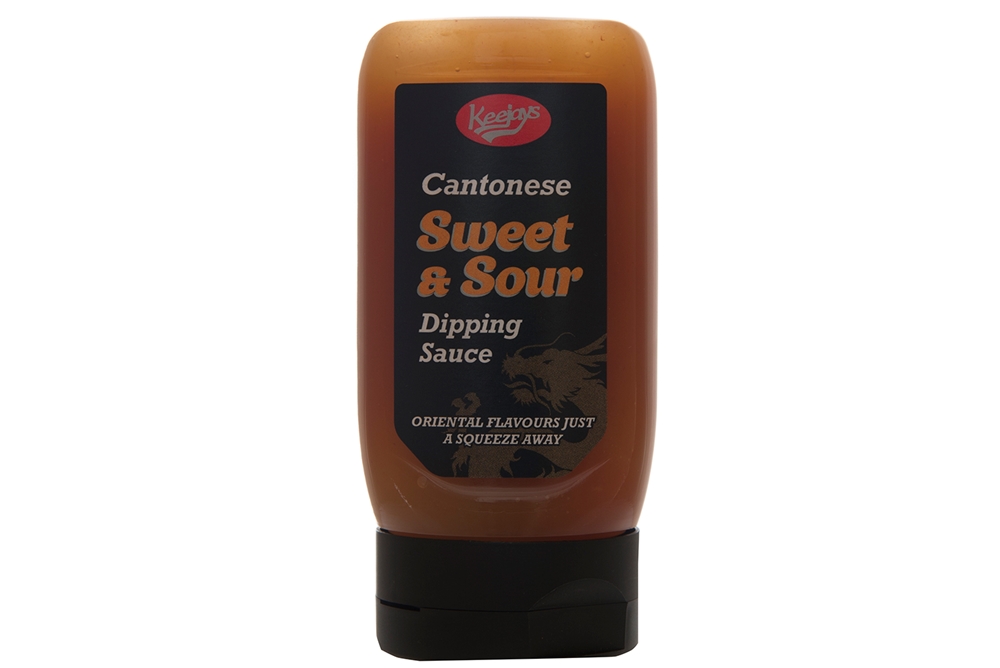 Keejays
Cantonese
Sweet
& Sour
Dipping
Sauce
ORIENTAL FLAVOURS JUST
A SQUEEZE AWAY